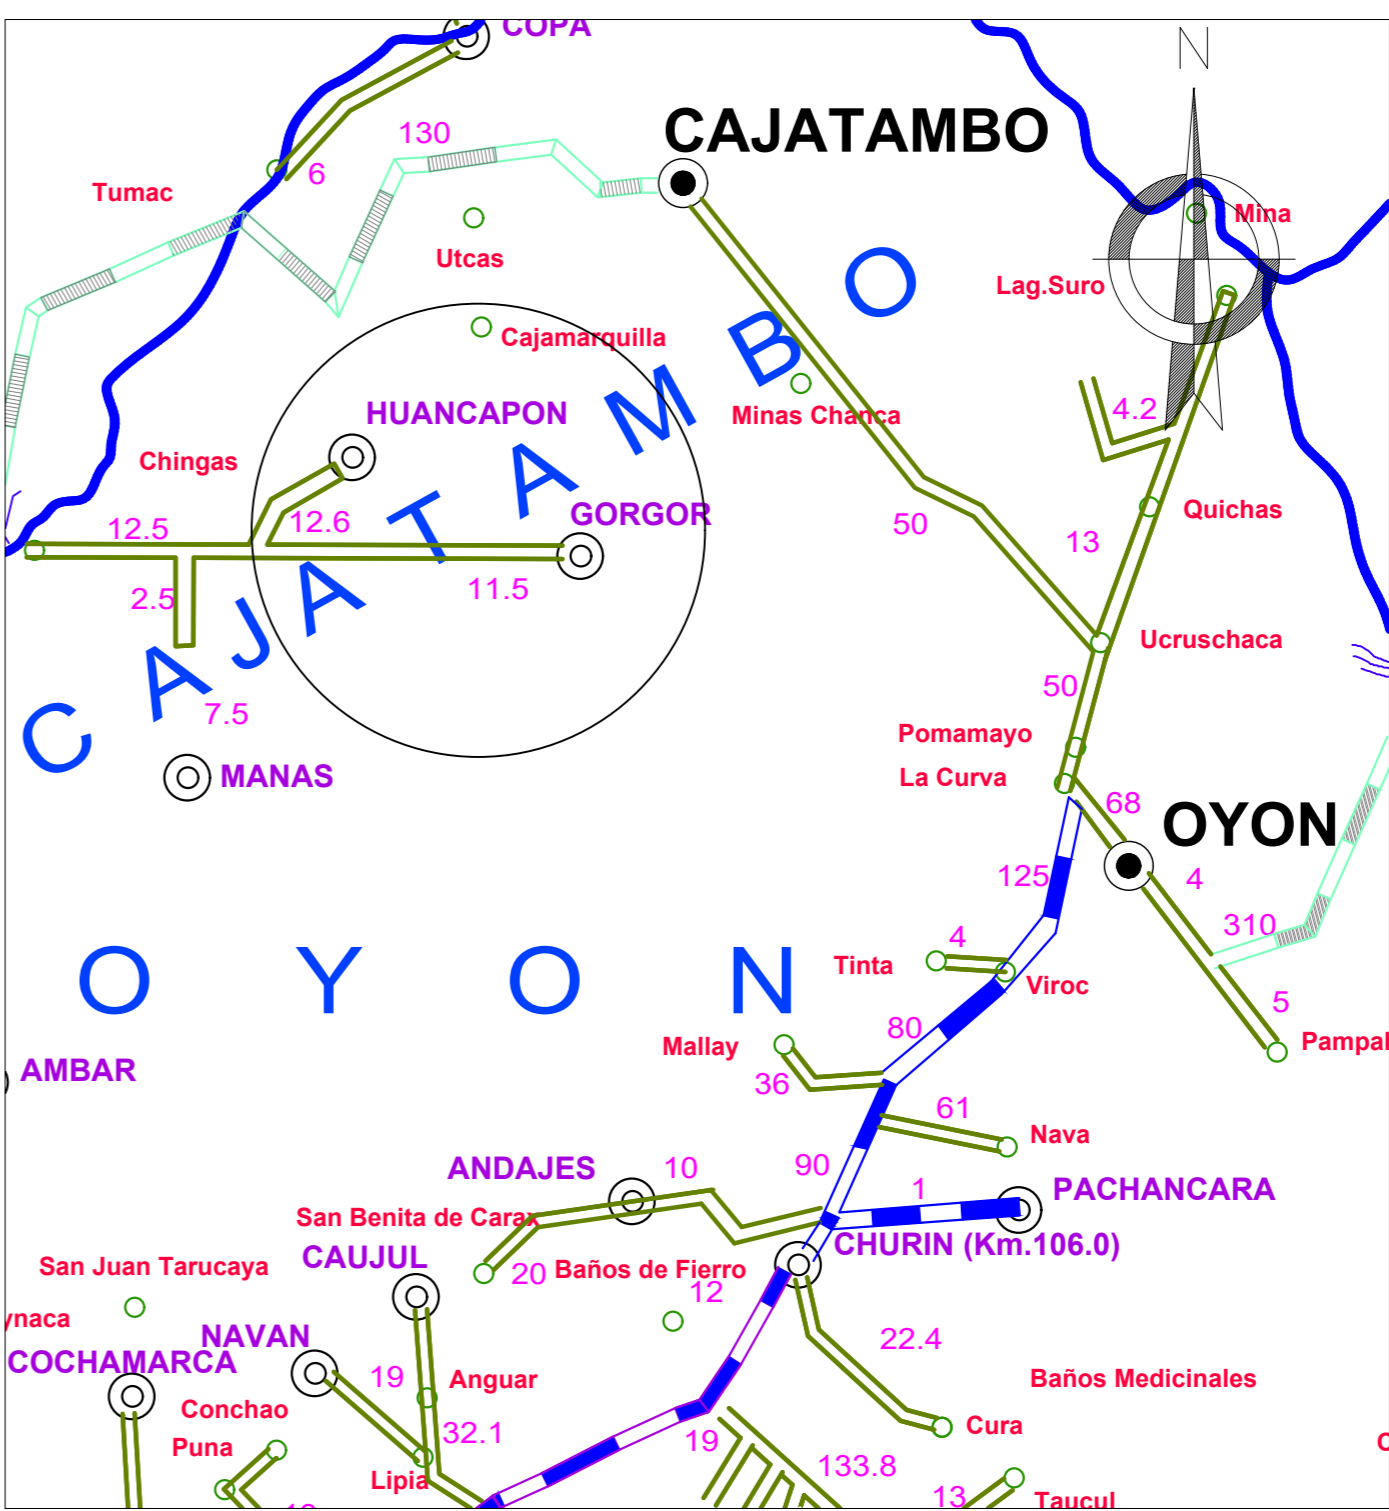 COPA
N
130
CAJATAMBO
6
Tumac
Mina
Utcas
Lag.Suro
Cajamarquilla
C A J A T A M B O
HUANCAPON
Minas Chanca
4.2
Chingas
GORGOR
Quichas
12.5
12.6
50
13
2.5
11.5
Ucruschaca
50
7.5
Pomamayo
MANAS
La Curva
68
OYON
125
4
310
4
Tinta
O Y O N
Viroc
5
80
Mallay
Pampal
AMBAR
36
61
Nava
ANDAJES
10
90
1
PACHANCARA
San Benita de Carax
CHURIN (Km.106.0)
CAUJUL
San Juan Tarucaya
20
Baños de Fierro
12
ynaca
NAVAN
22.4
COCHAMARCA
19
Anguar
Baños Medicinales
Conchao
32.1
Cura
Puna
19
Lipia
133.8
13
Taucul